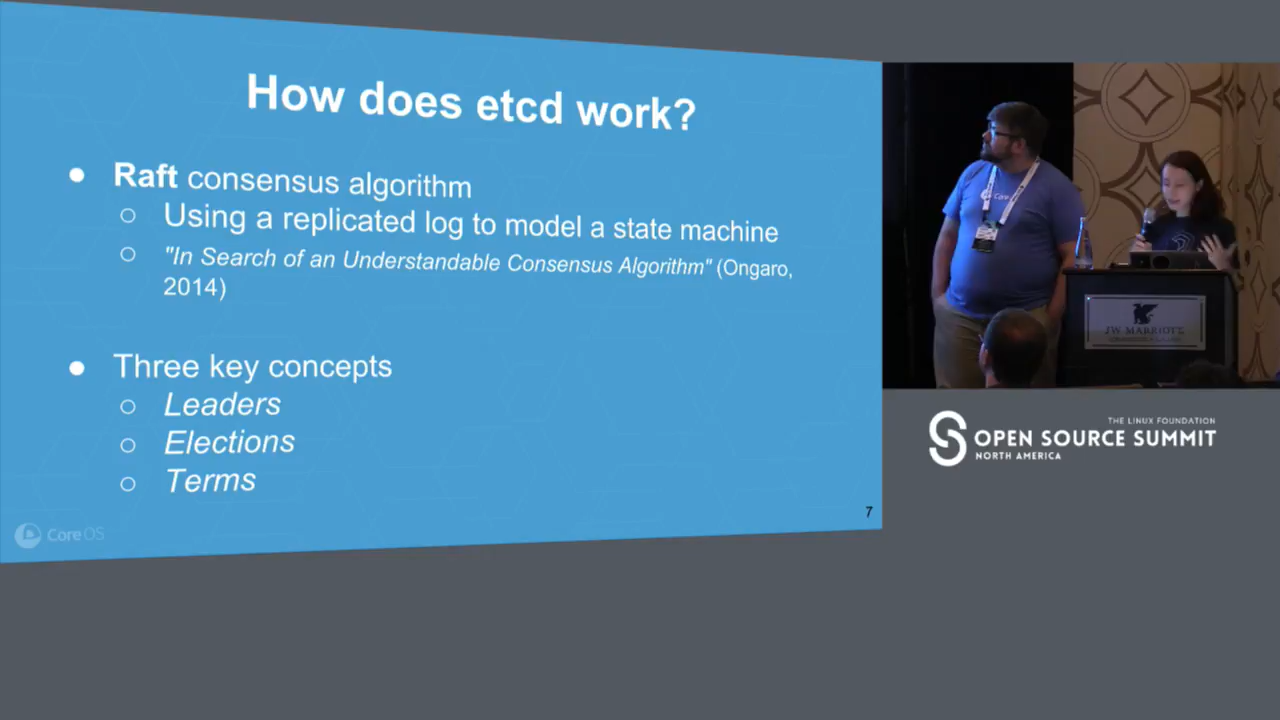 How does etcd work?
● Raft consensus algorithm
○ Using a replicated log to model a state machine
○ "In Search of an Understandable Consensus Algorithm" (Ongaro,
2014)
● Three key concepts
○ Leaders
○ Elections
○ Terms
7
CoreOS
JW MARRIOTT
THE LINUX FOUNDATION
OPEN SOURCE SUMMIT
NORTH AMERICA